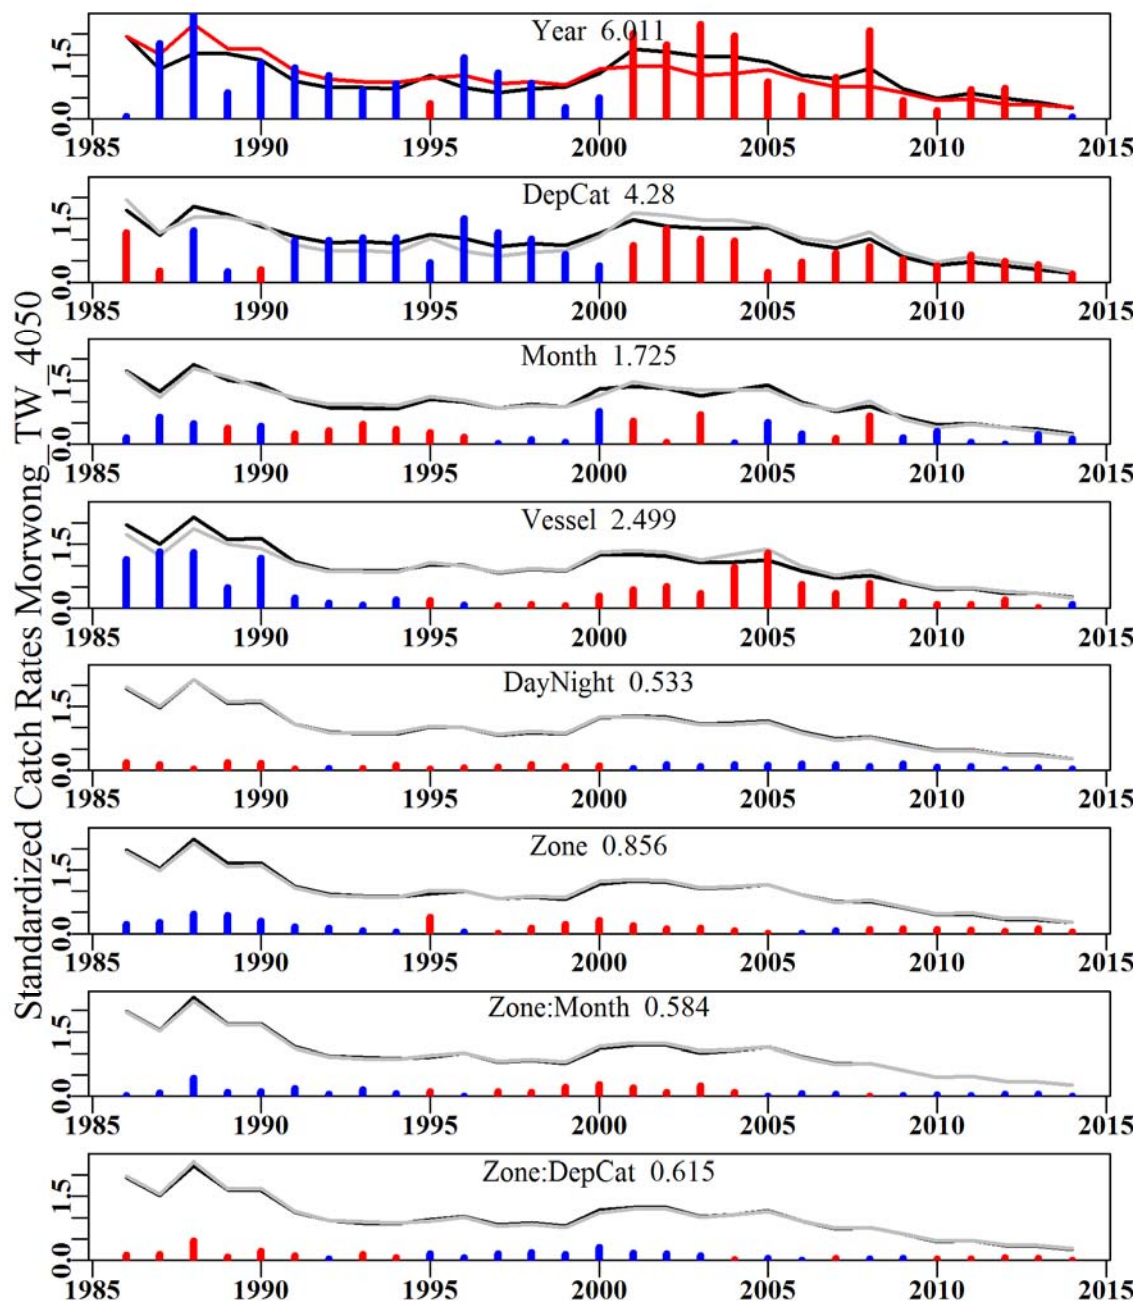 Standardized Catch Rates Morwong_TW_4050
Year 6.011
0.0 1.5
1985 1990 1995 2000 2005 2010 2015
DepCat 4.28
0.0 1.5
1985 1990 1995 2000 2005 2010 2015
Month 1.725
0.0 1.5
1985 1990 1995 2000 2005 2010 2015
Vessel 2.499
0.0 1.5
1985 1990 1995 2000 2005 2010 2015
DayNight 0.533
0.0 1.5
1985 1990 1995 2000 2005 2010 2015
Zone 0.856
0.0 1.5
1985 1990 1995 2000 2005 2010 2015
Zone:Month 0.584
0.0 1.5
1985 1990 1995 2000 2005 2010 2015
Zone:DepCat 0.615
0.0 1.5
1985 1990 1995 2000 2005 2010 2015